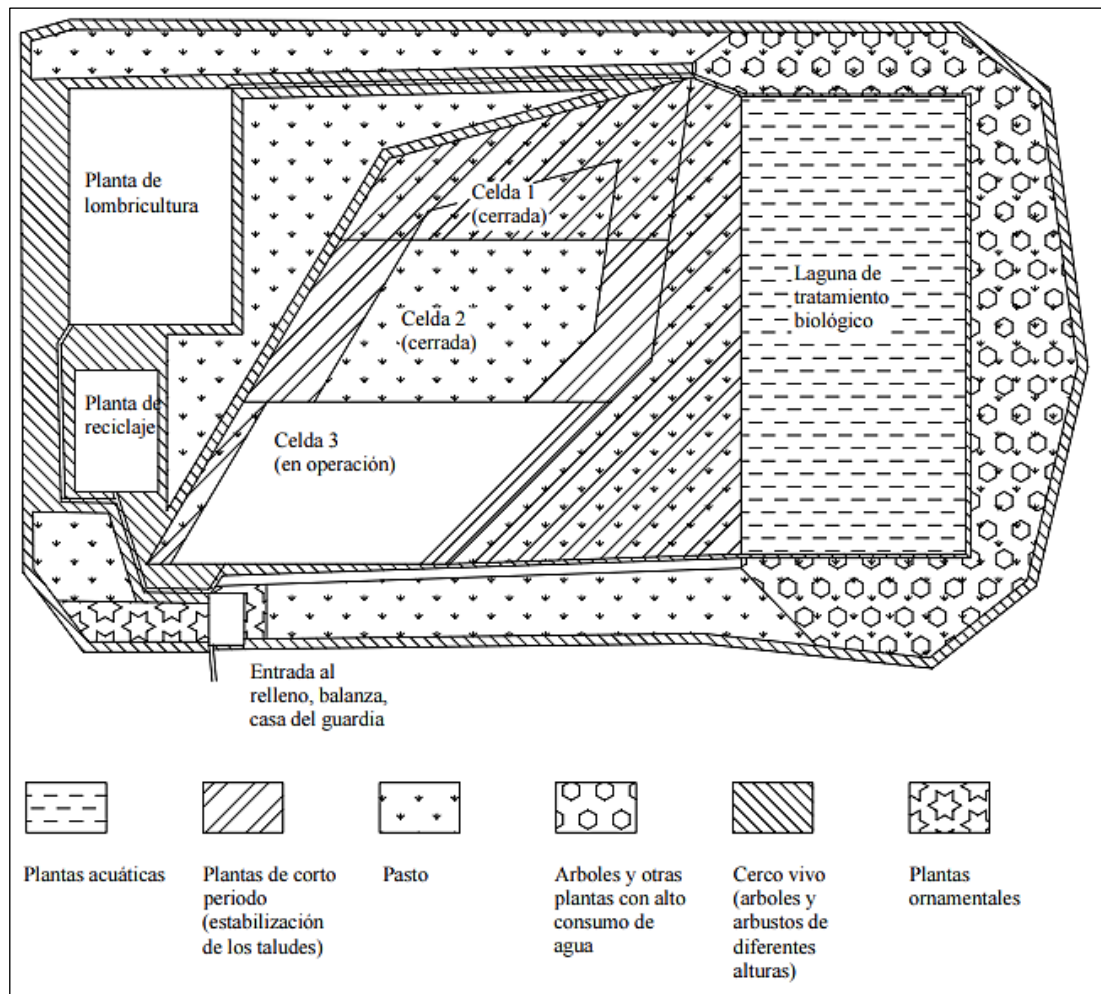 Planta de
lombricultura
Celda 1
(cerrada)
Laguna de
tratamiento
biológico
Celda 2
(cerrada)
Planta de
reciclaje
Celda 3
(en operación)
Entrada al
relleno, balanza,
casa del guardia
Plantas acuáticas
Plantas de corto
periodo
(estabilización
de los taludes)
Pasto
Arboles y otras
plantas con alto
consumo de
agua
Cerco vivo
(arboles y
arbustos de
diferentes
alturas)
Plantas
ornamentales